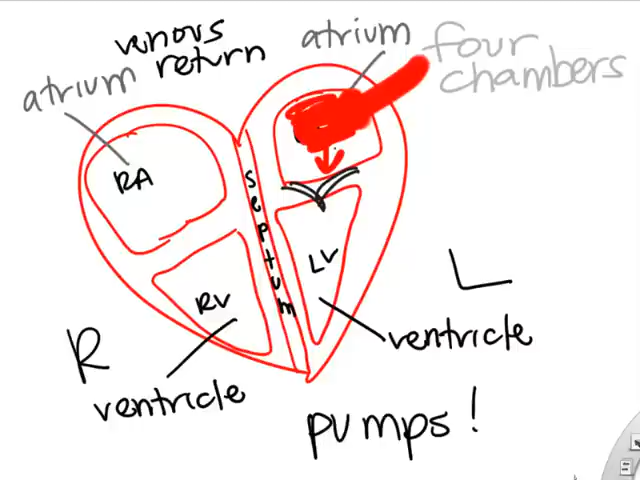 venous
return
atrium
atrium
four
chambers
RA
septum
LV
RV
L
R
ventricle
ventricle
pumps!